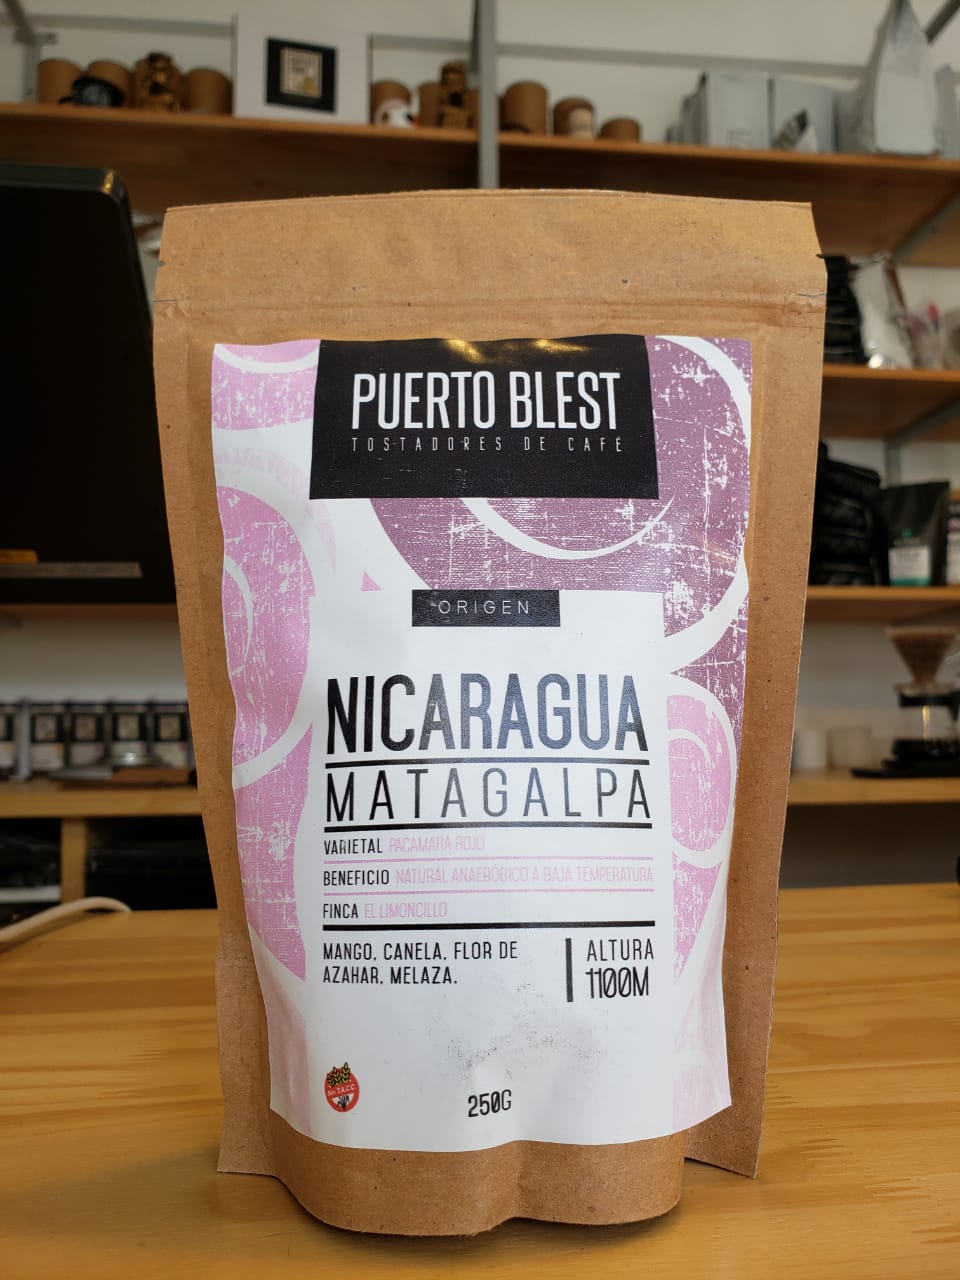 PUERTO BLEST
TOSTADORES DE CAFÉ
ORIGEN
NICARAGUA
MATAGALPA
VARIETAL PACAMARA ROJO
BENEFICIO NATURAL ANAERÓBICO A BAJA TEMPERATURA
FINCA EL LIMONCILLO
MANGO, CANELA, FLOR DE
AZAHAR, MELAZA.
ALTURA
1100M
Sin T.A.C.C.
250G